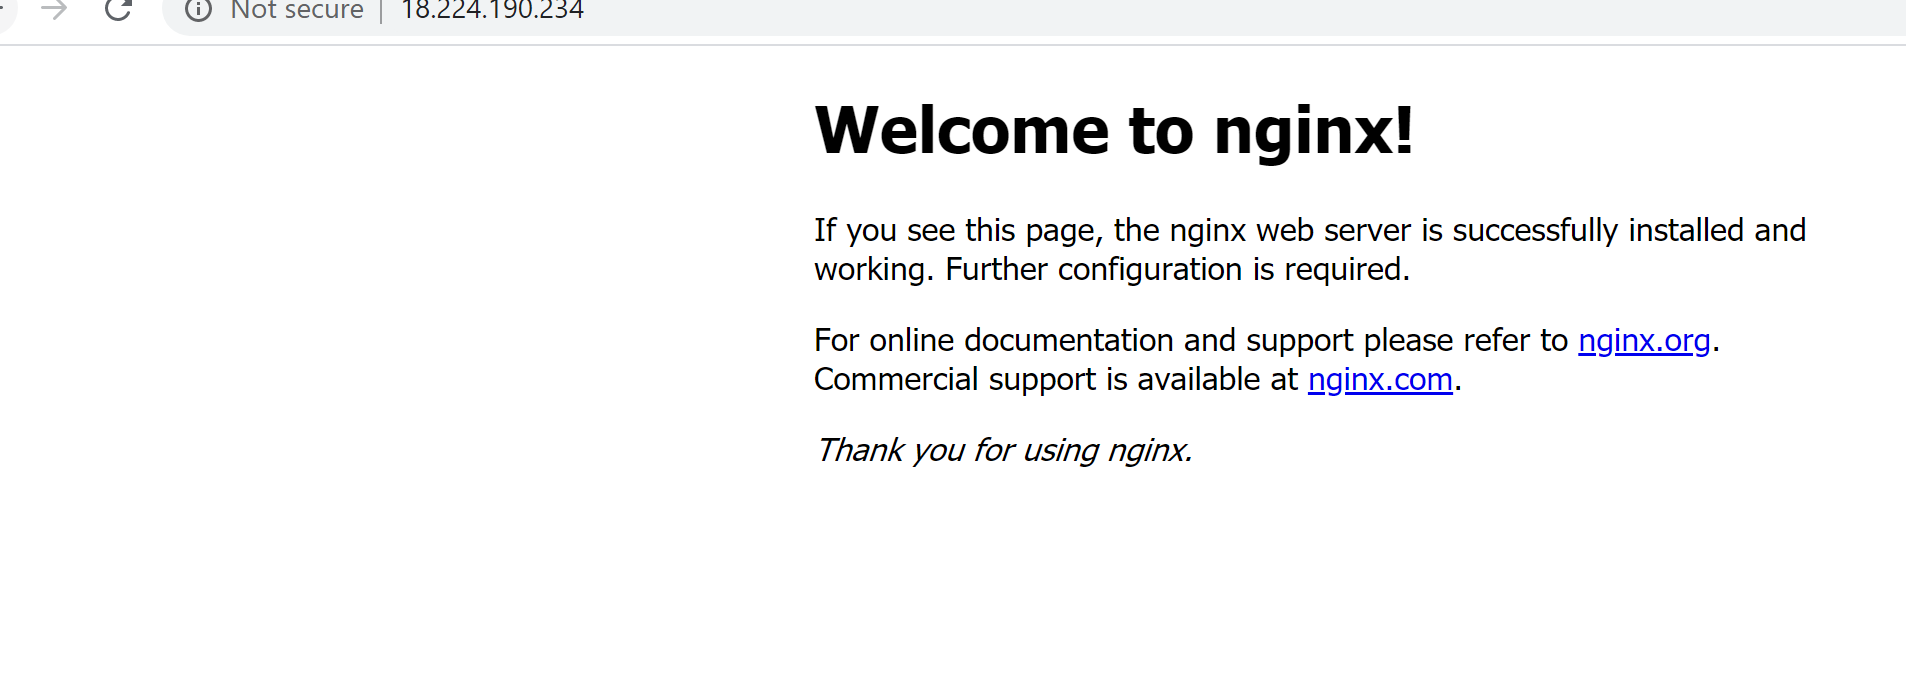 Not secure | 18.224.190.234
Welcome to nginx!
If you see this page, the nginx web server is successfully installed and
working. Further configuration is required.
For online documentation and support please refer to nginx.org.
Commercial support is available at nginx.com.
Thank you for using nginx.